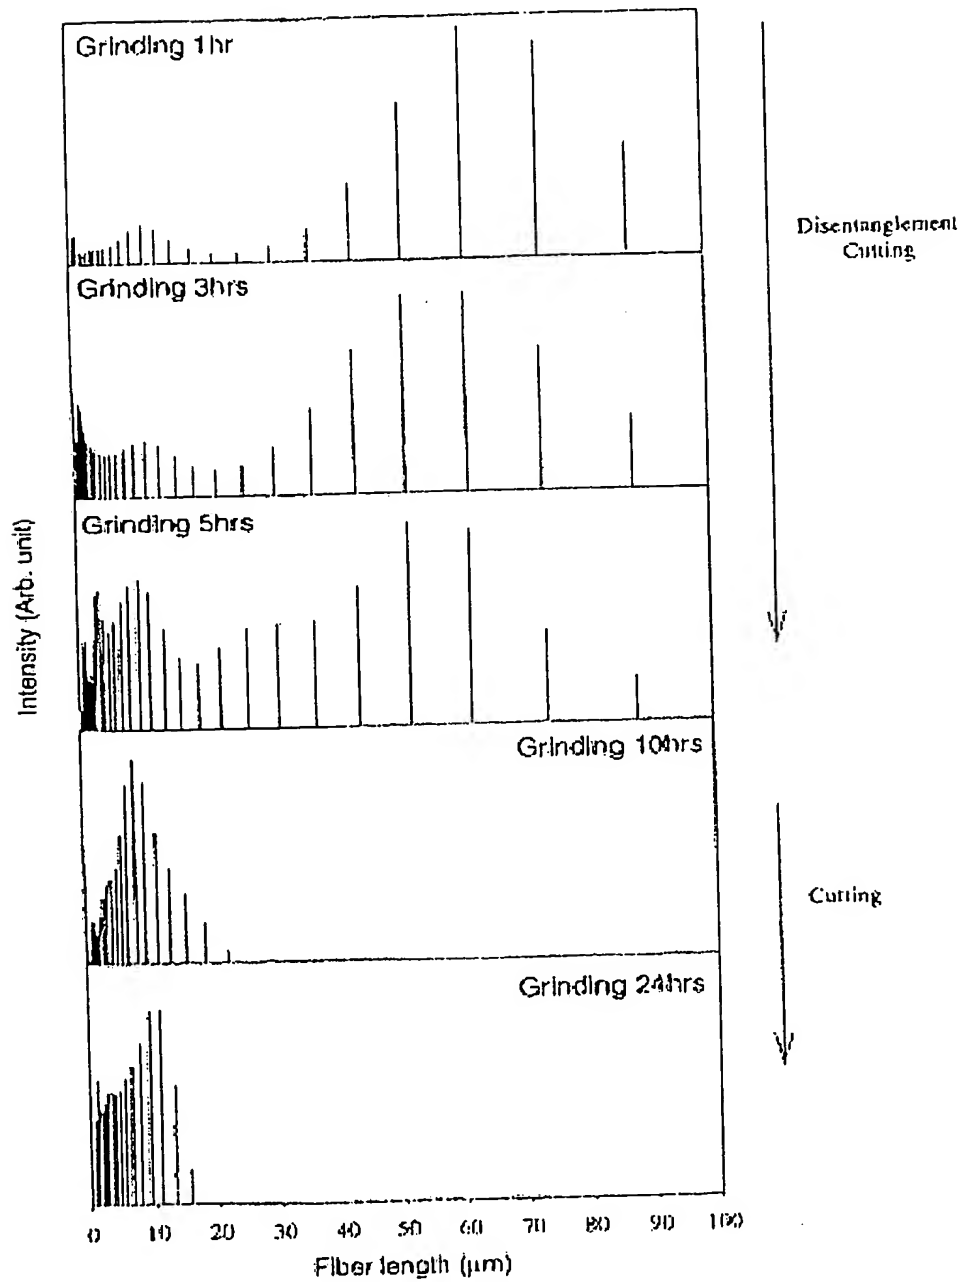 Grinding 1hr
Disentanglement
Cutting
Grinding 3hrs
Grinding 5hrs
Intensity (Arb. unit)
Grinding 10hrs
Cutting
Grinding 24hrs
0 10 20 30 40 50 60 70 80 90 100
Fiber length (μm)